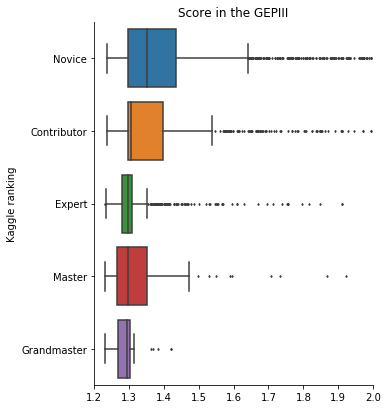 Score in the GEPIII
Kaggle ranking
Novice
Contributor
Expert
Master
Grandmaster
1.2 1.3 1.4 1.5 1.6 1.7 1.8 1.9 2.0